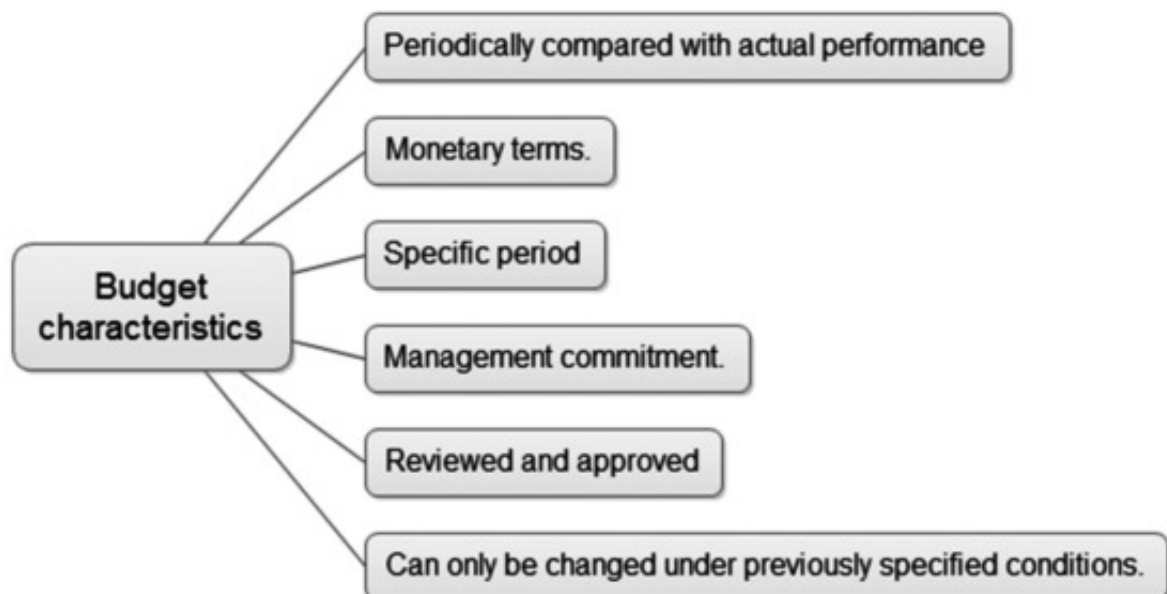 Periodically compared with actual performance
Monetary terms.
Specific period
Budget
characteristics
Management commitment.
Reviewed and approved
Can only be changed under previously specified conditions.